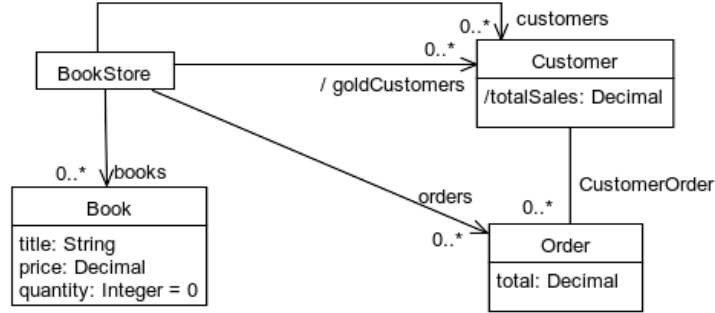 customers
0..*
0..*
BookStore
Customer
/ goldCustomers
/totalSales: Decimal
0..*
books
CustomerOrder
orders
0..*
Book
0..*
Order
title: String
price: Decimal
quantity: Integer = 0
total: Decimal